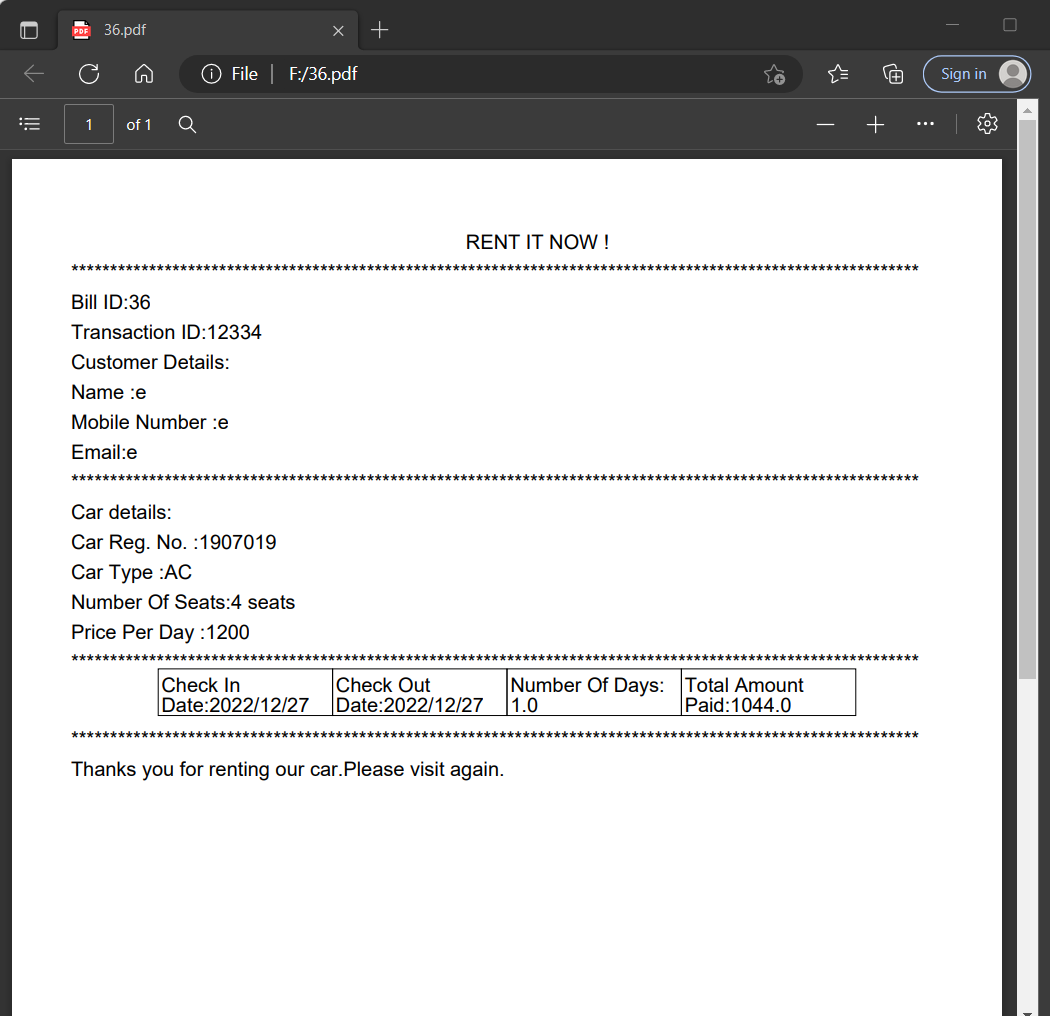 36.pdf
File | F:/36.pdf
Sign in
1 of 1
RENT IT NOW !
*************************************************************************************************************
Bill ID:36
Transaction ID:12334
Customer Details:
Name :e
Mobile Number :e
Email:e
*************************************************************************************************************
Car details:
Car Reg. No. :1907019
Car Type :AC
Number Of Seats:4 seats
Price Per Day :1200
*************************************************************************************************************
Check In Date:2022/12/27
Check Out Date:2022/12/27
Number Of Days: 1.0
Total Amount Paid:1044.0
*************************************************************************************************************
Thanks you for renting our car.Please visit again.